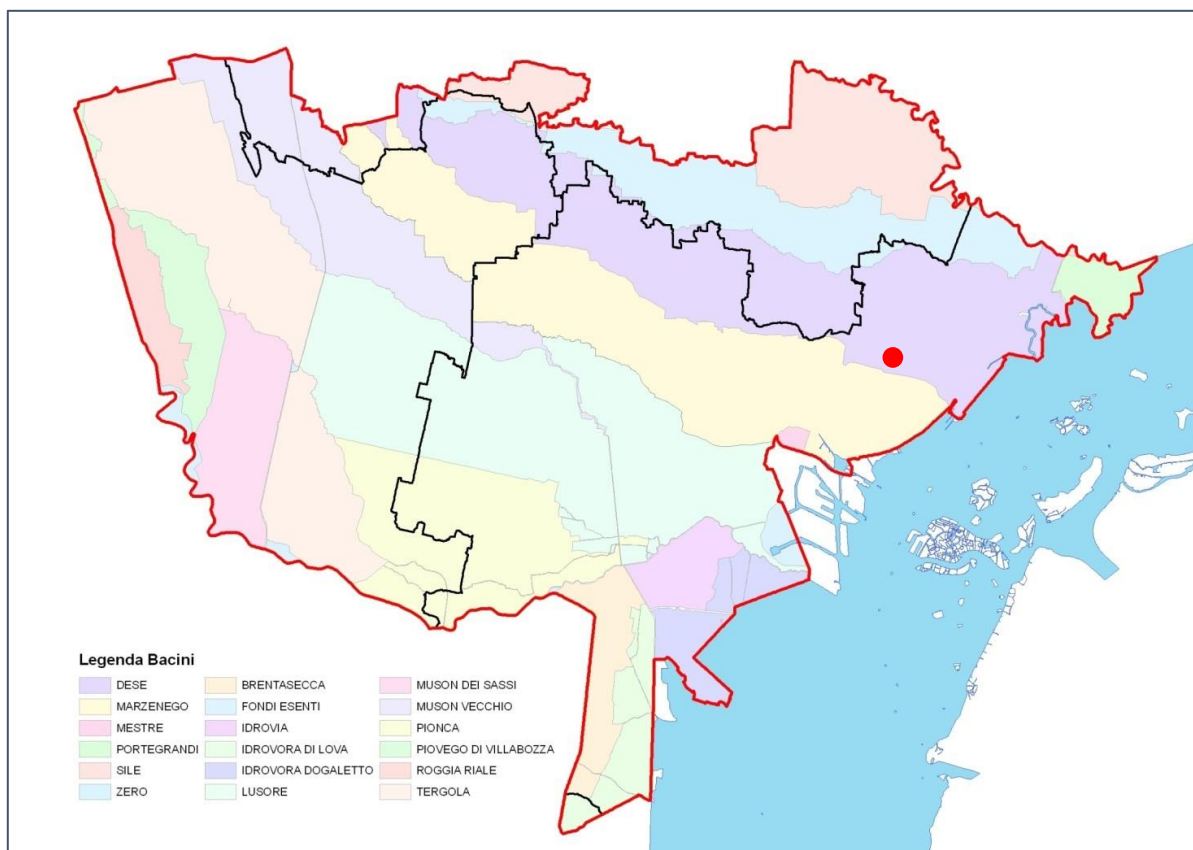 Legenda Bacini
DESE BRENTASECCA MUSON DEI SASSI
MARZENEGO FONDI ESENTI MUSON VECCHIO
MESTRE IDROVIA PIONCA
PORTEGRANDI IDROVORA DI LOVA PIOVEGO DI VILLABOZZA
SILE IDROVORA DOGALETTO ROGGIA RIALE
ZERO LUSORE TERGOLA